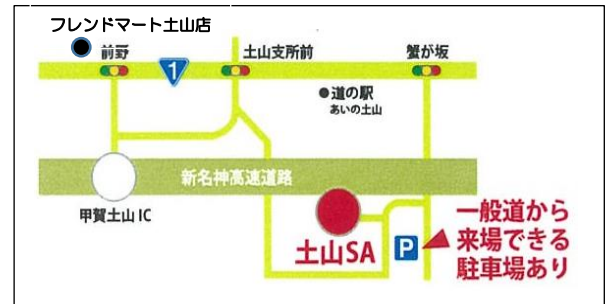 フレンドマート土山店
前野
1
土山支所前
蟹が坂
●道の駅
あいの土山
新名神高速道路
甲賀土山IC
土山SA
P
一般道から
来場できる
駐車場あり